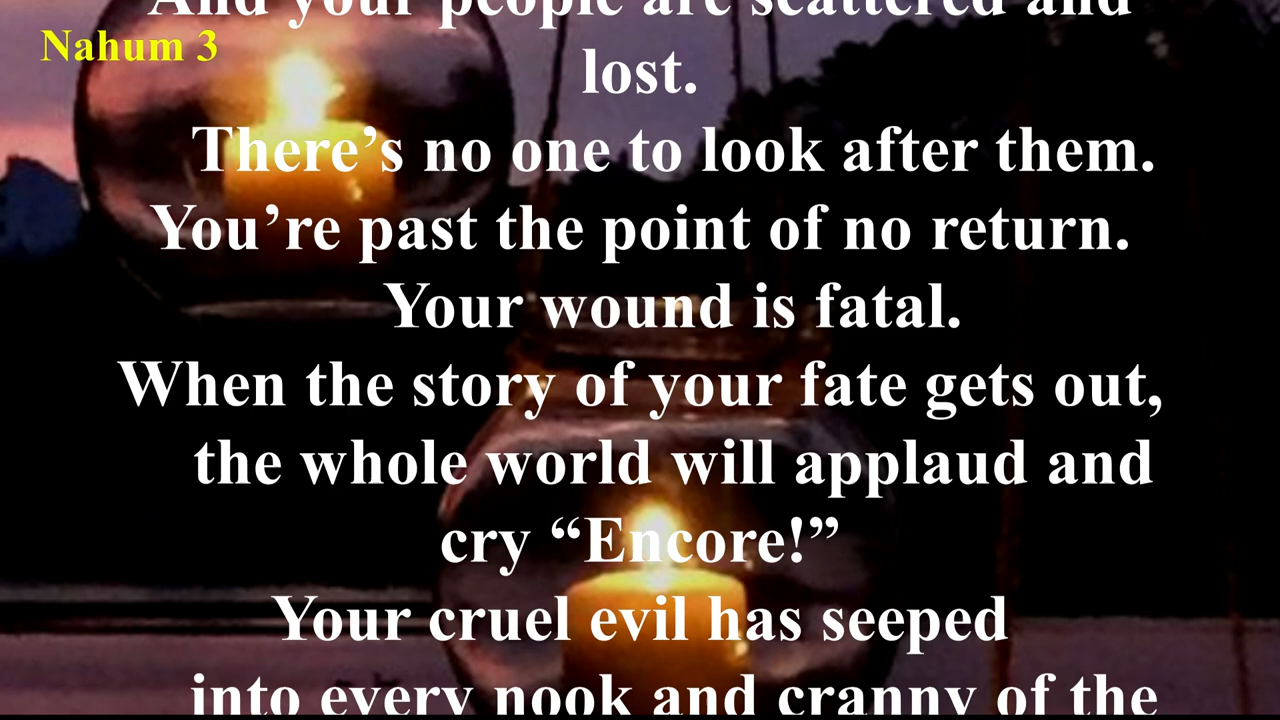 And your people are scattered and
Nahum 3
lost.
There’s no one to look after them.
You’re past the point of no return.
Your wound is fatal.
When the story of your fate gets out,
the whole world will applaud and
cry “Encore!”
Your cruel evil has seeped
into every nook and cranny of the